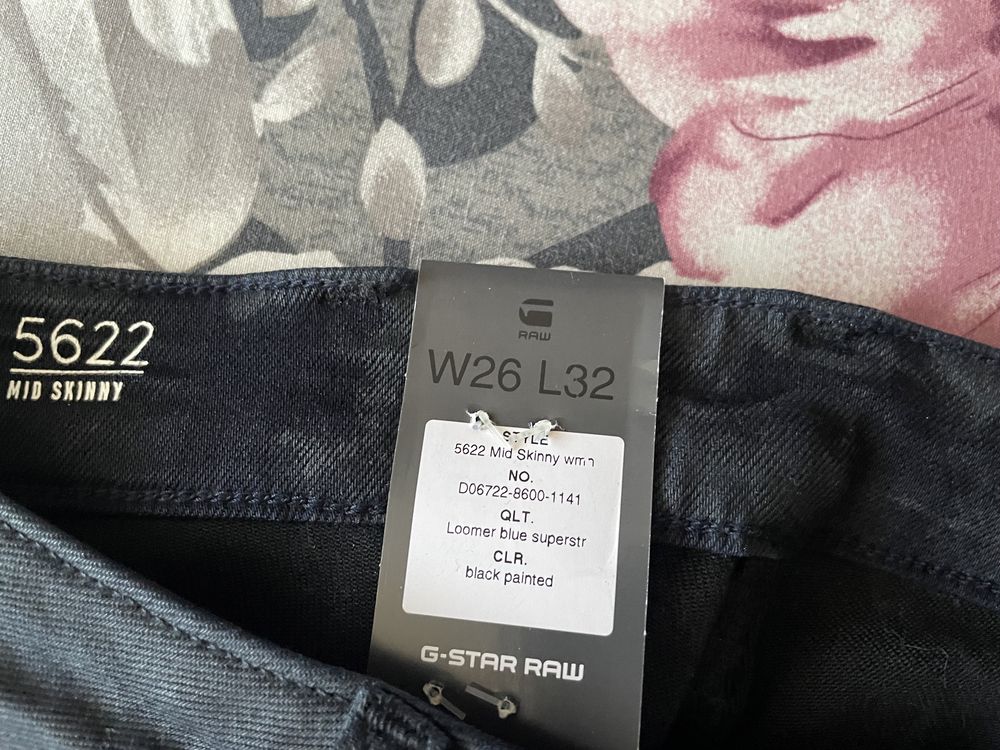 5622
MID SKINNY
RAW
W26 L32
STYLE
5622 Mid Skinny wmn
NO.
D06722-8600-1141
QLT.
Loomer blue superstr
CLR.
black painted
G-STAR RAW